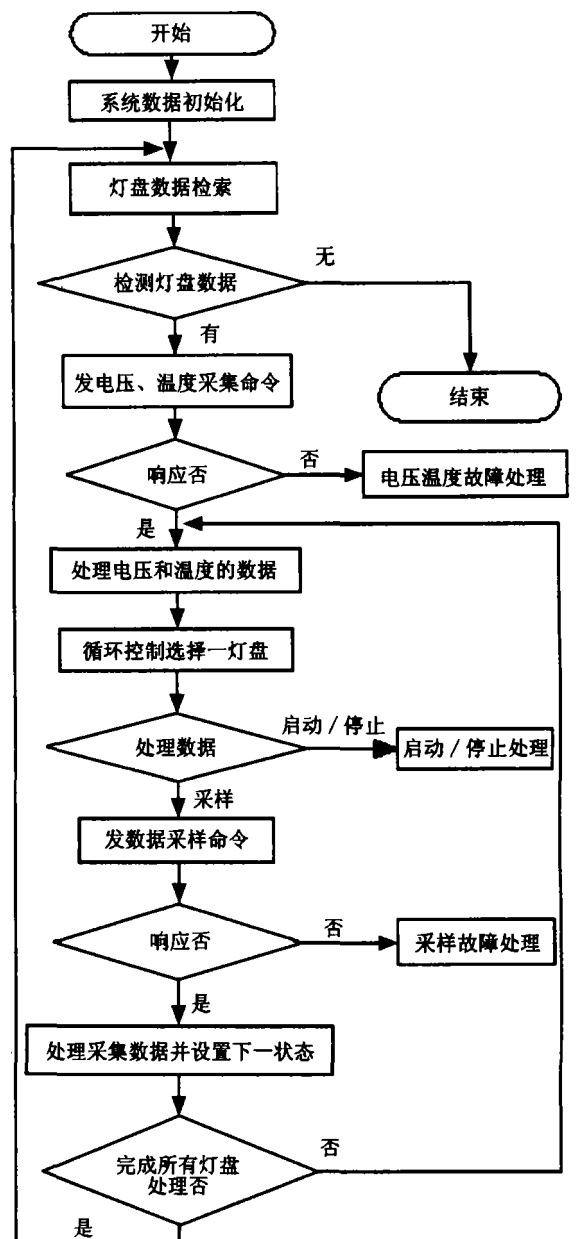 开始
系统数据初始化
灯盘数据检索
检测灯盘数据
无
有
发电压、温度采集命令
结束
响应否
否
电压温度故障处理
是
处理电压和温度的数据
循环控制选择一灯盘
处理数据
启动/停止
启动/停止处理
采样
发数据采样命令
响应否
否
采样故障处理
是
处理采集数据并设置下一状态
完成所有灯盘
处理否
否
是